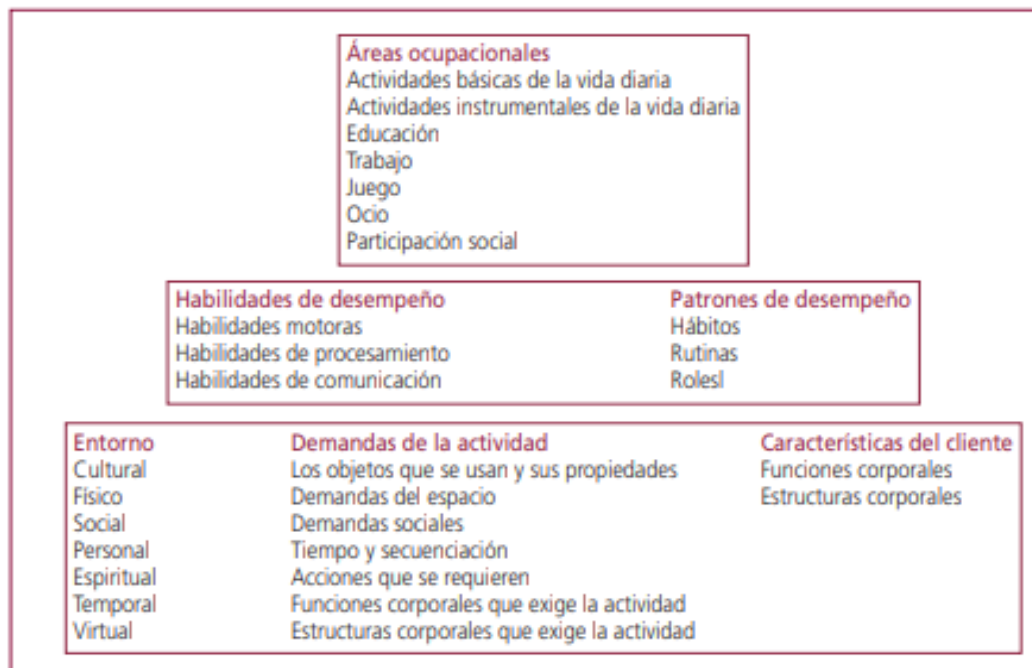 Áreas ocupacionales
Actividades básicas de la vida diaria
Actividades instrumentales de la vida diaria
Educación
Trabajo
Juego
Ocio
Participación social
Habilidades de desempeño
Habilidades motoras
Habilidades de procesamiento
Habilidades de comunicación
Patrones de desempeño
Hábitos
Rutinas
Rolesl
Entorno
Cultural
Físico
Social
Personal
Espiritual
Temporal
Virtual
Demandas de la actividad
Los objetos que se usan y sus propiedades
Demandas del espacio
Demandas sociales
Tiempo y secuenciación
Acciones que se requieren
Funciones corporales que exige la actividad
Estructuras corporales que exige la actividad
Características del cliente
Funciones corporales
Estructuras corporales